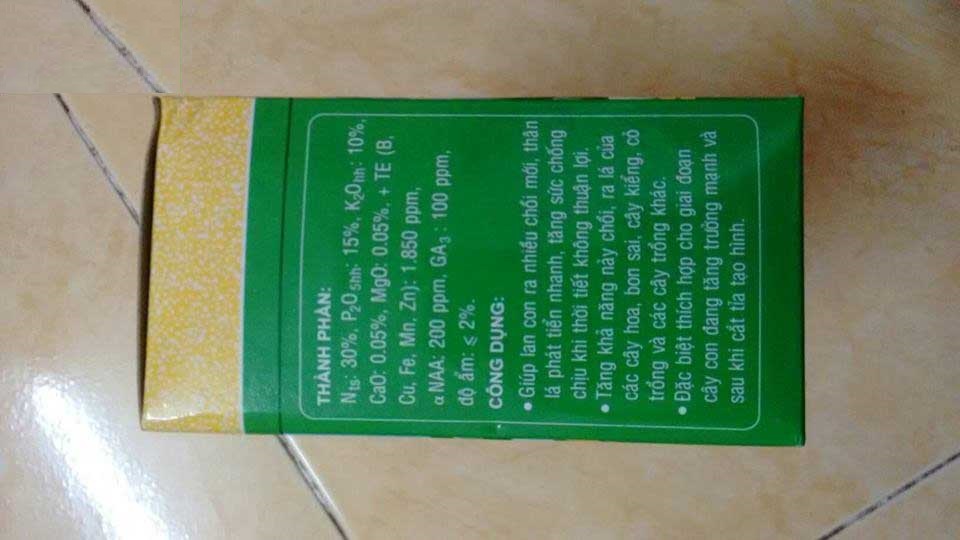 THÀNH PHẦN:
Nts: 30%, P₂O₅hh: 15%, K₂Ohh: 10%,
CaO: 0.05%, MgO: 0.05%, + TE (B,
Cu, Fe, Mn, Zn): 1.850 ppm,
α NAA: 200 ppm, GA₃ : 100 ppm,
độ ẩm: ⩽ 2%.
CÔNG DỤNG:
• Giúp lan con ra nhiều chồi mới, thân
lá phát tiển nhanh, tăng sức chống
chịu khi thời tiết không thuận lợi.
• Tăng khả năng nảy chồi, ra lá của
các cây hoa, bon sai, cây kiểng, cỏ
trồng và các cây trồng khác.
• Đặc biệt thích hợp cho giai đoạn
cây con đang tăng trưởng mạnh và
sau khi cắt tỉa tạo hình.